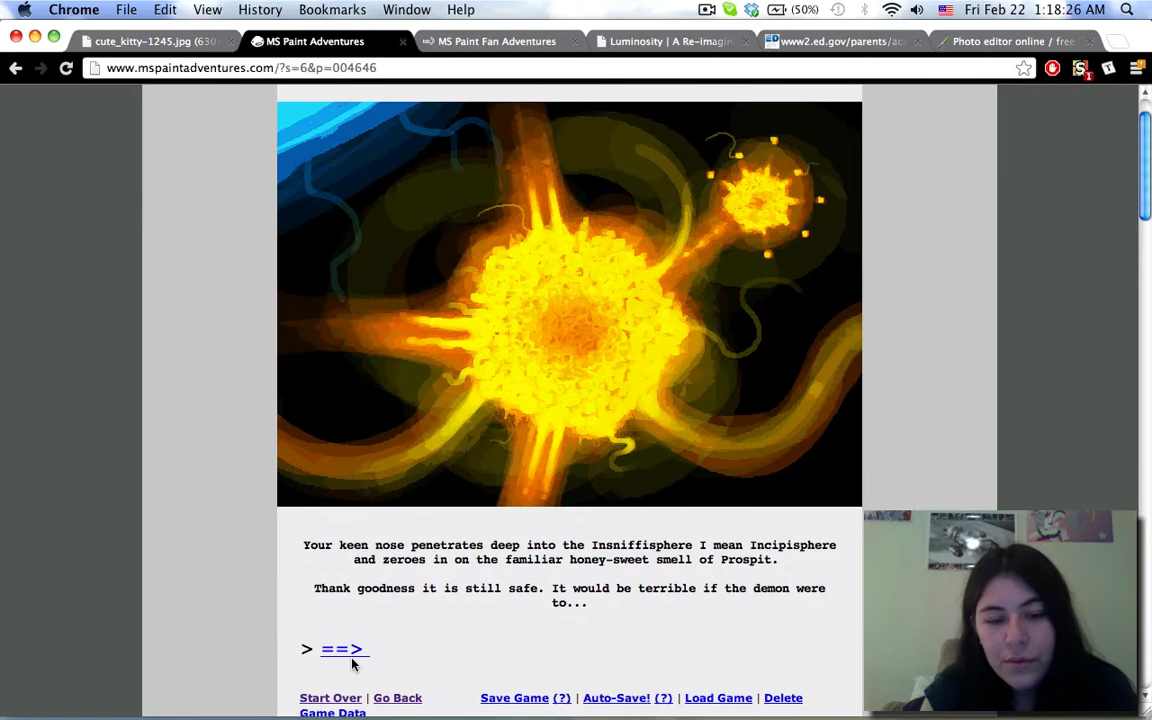 Chrome File Edit View History Bookmarks Window Help (50%) Fri Feb 22 1:18:26 AM
cute_kitty-1245.jpg (630 MS Paint Adventures MS Paint Fan Adventures Luminosity | A Re-imagin www2.ed.gov/parents/aca Photo editor online / free
www.mspaintadventures.com/?s=6&p=004646
Your keen nose penetrates deep into the Insniffisphere I mean Incipisphere
and zeroes in on the familiar honey-sweet smell of Prospit.
Thank goodness it is still safe. It would be terrible if the demon were
to...
> ==>
Start Over | Go Back Save Game (?) | Auto-Save! (?) | Load Game | Delete
Game Data